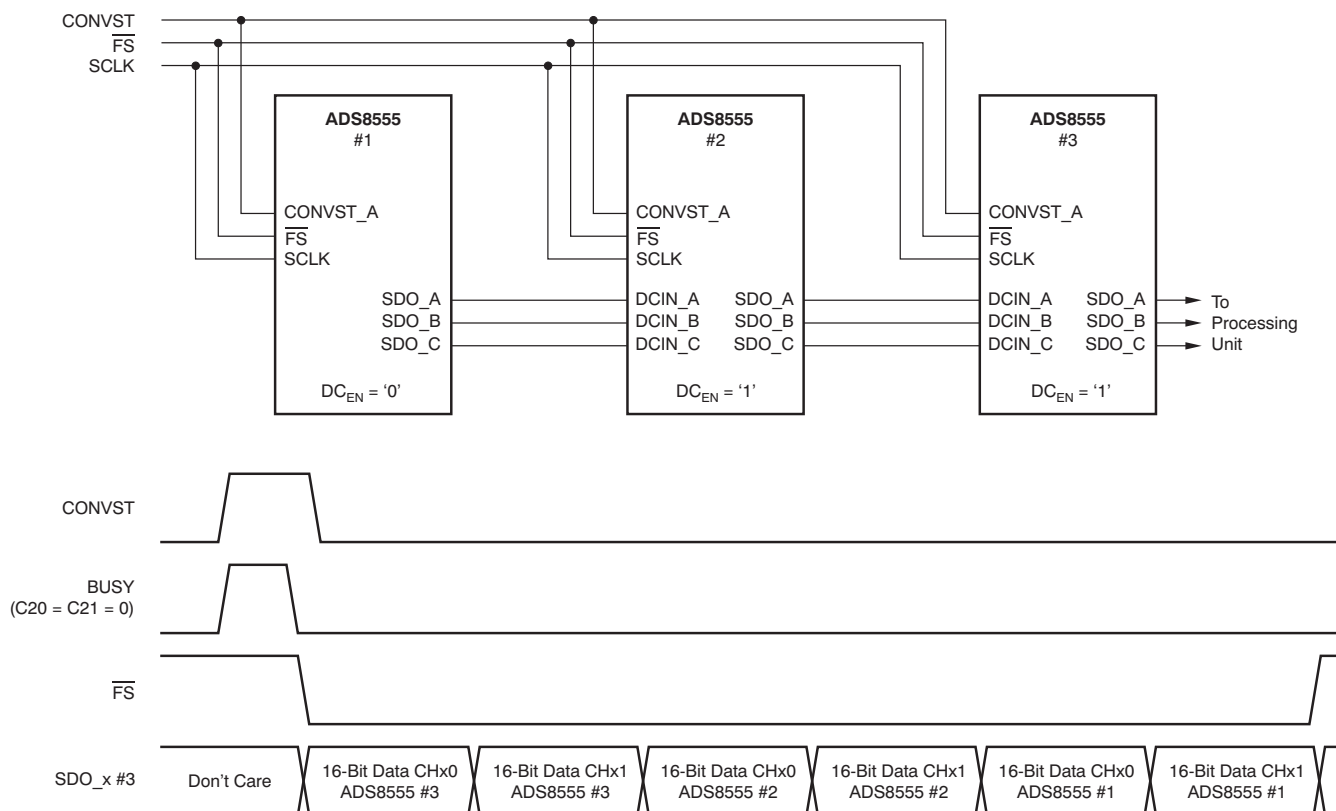 CONVST
FS
SCLK
ADS8555
#1
CONVST_A
FS
SCLK
SDO_A
SDO_B
SDO_C
DCEN = ‘0’
ADS8555
#2
CONVST_A
FS
SCLK
DCIN_A SDO_A
DCIN_B SDO_B
DCIN_C SDO_C
DCEN = ‘1’
ADS8555
#3
CONVST_A
FS
SCLK
DCIN_A SDO_A
DCIN_B SDO_B
DCIN_C SDO_C
DCEN = ‘1’
To
Processing
Unit
CONVST
BUSY
(C20 = C21 = 0)
FS
SDO_x #3
Don’t Care
16-Bit Data CHx0
ADS8555 #3
16-Bit Data CHx1
ADS8555 #3
16-Bit Data CHx0
ADS8555 #2
16-Bit Data CHx1
ADS8555 #2
16-Bit Data CHx0
ADS8555 #1
16-Bit Data CHx1
ADS8555 #1